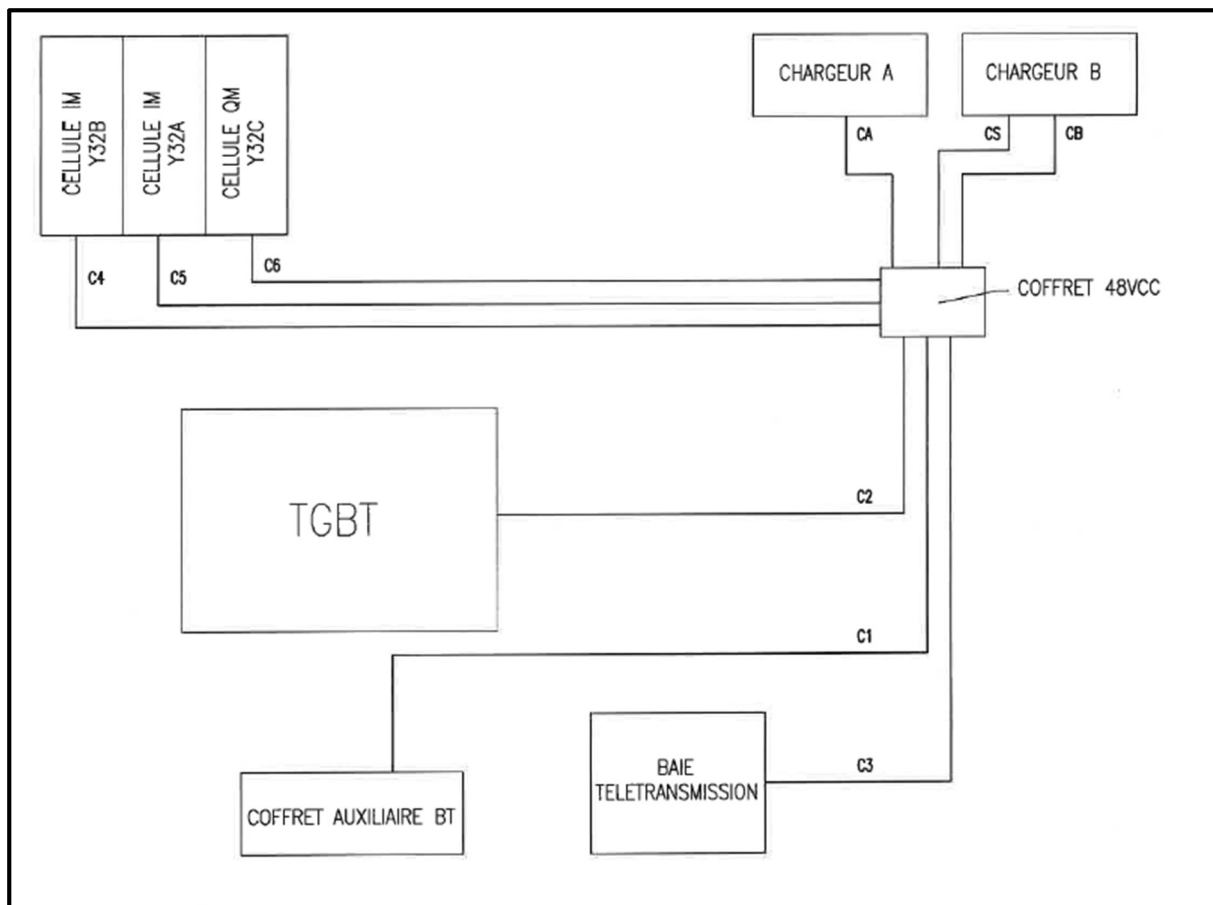 CELLULE IM
Y32B
CELLULE IM
Y32A
CELLULE QM
Y32C
CHARGEUR A
CHARGEUR B
CA
CS
CB
C4
C5
C6
COFFRET 48VCC
TGBT
C2
C1
BAIE
TELETRANSMISSION
C3
COFFRET AUXILIAIRE BT